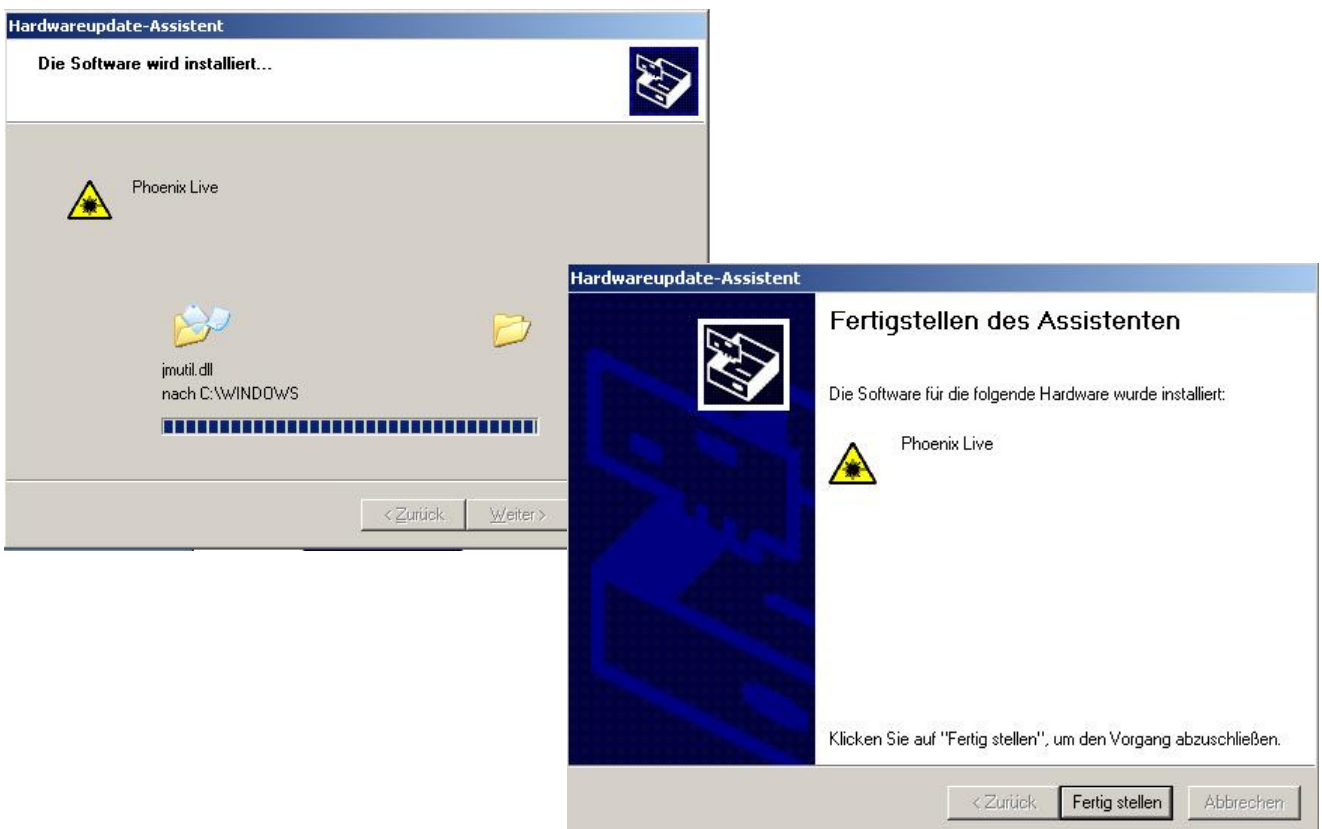 Hardwareupdate-Assistent
Die Software wird installiert...
Phoenix Live
jmutil.dll
nach C:\WINDOWS
< Zurück
Weiter >
Hardwareupdate-Assistent
Fertigstellen des Assistenten
Die Software für die folgende Hardware wurde installiert:
Phoenix Live
Klicken Sie auf "Fertig stellen", um den Vorgang abzuschließen.
< Zurück
Fertig stellen
Abbrechen